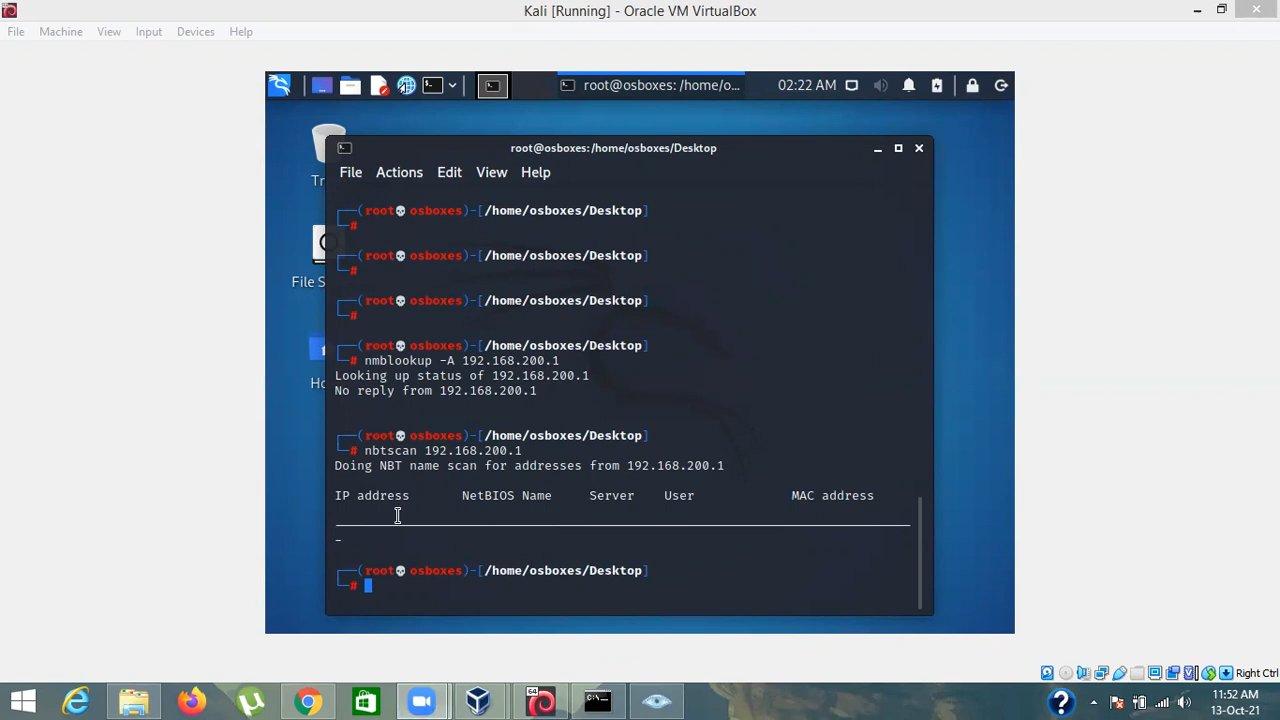 Kali [Running] - Oracle VM VirtualBox
File Machine View Input Devices Help
root@osboxes: /home/o... 02:22 AM
root@osboxes:/home/osboxes/Desktop
File Actions Edit View Help
┌──(root💀osboxes)-[/home/osboxes/Desktop]
└─#
┌──(root💀osboxes)-[/home/osboxes/Desktop]
└─#
┌──(root💀osboxes)-[/home/osboxes/Desktop]
└─#
┌──(root💀osboxes)-[/home/osboxes/Desktop]
└─# nmblookup -A 192.168.200.1
Looking up status of 192.168.200.1
No reply from 192.168.200.1
┌──(root💀osboxes)-[/home/osboxes/Desktop]
└─# nbtscan 192.168.200.1
Doing NBT name scan for addresses from 192.168.200.1
IP address NetBIOS Name Server User MAC address
┌──(root💀osboxes)-[/home/osboxes/Desktop]
└─#
Tr
File S
Ho
Right Ctrl
64
11:52 AM
13-Oct-21